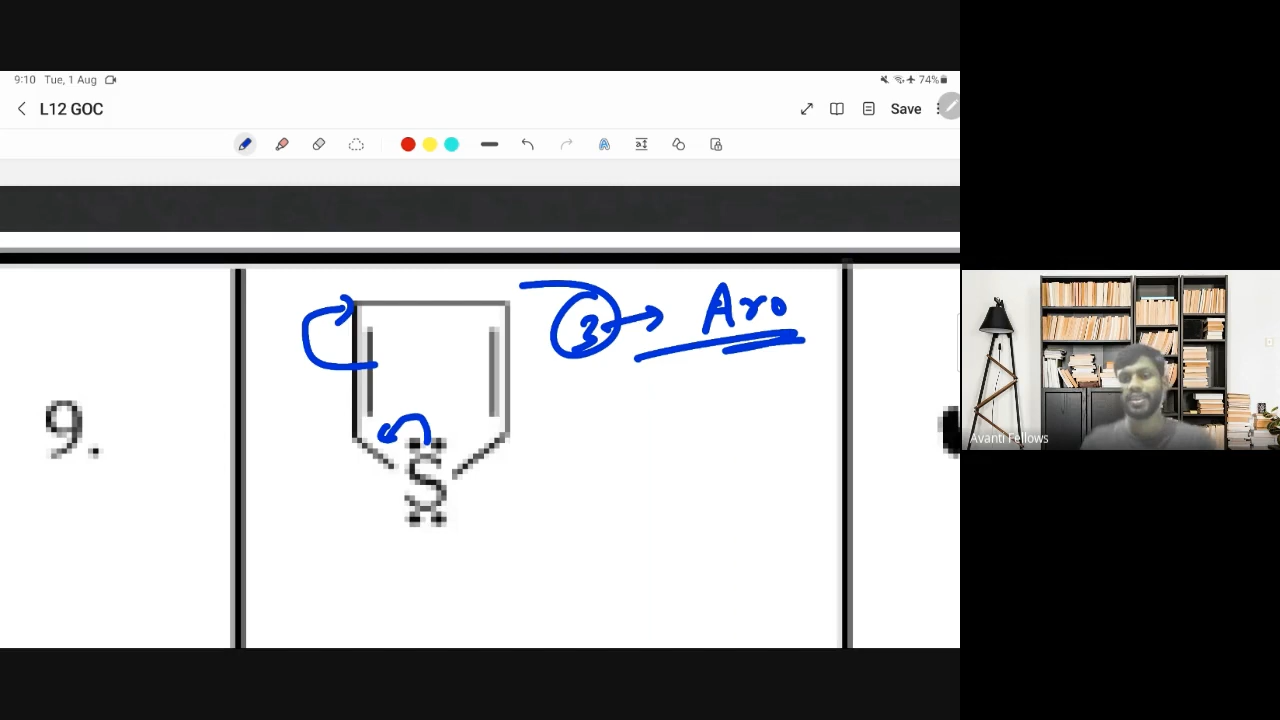 9:10 Tue, 1 Aug 74%
L12 GOC
Save
3 → Aro
9.
S
Avanti Fellows